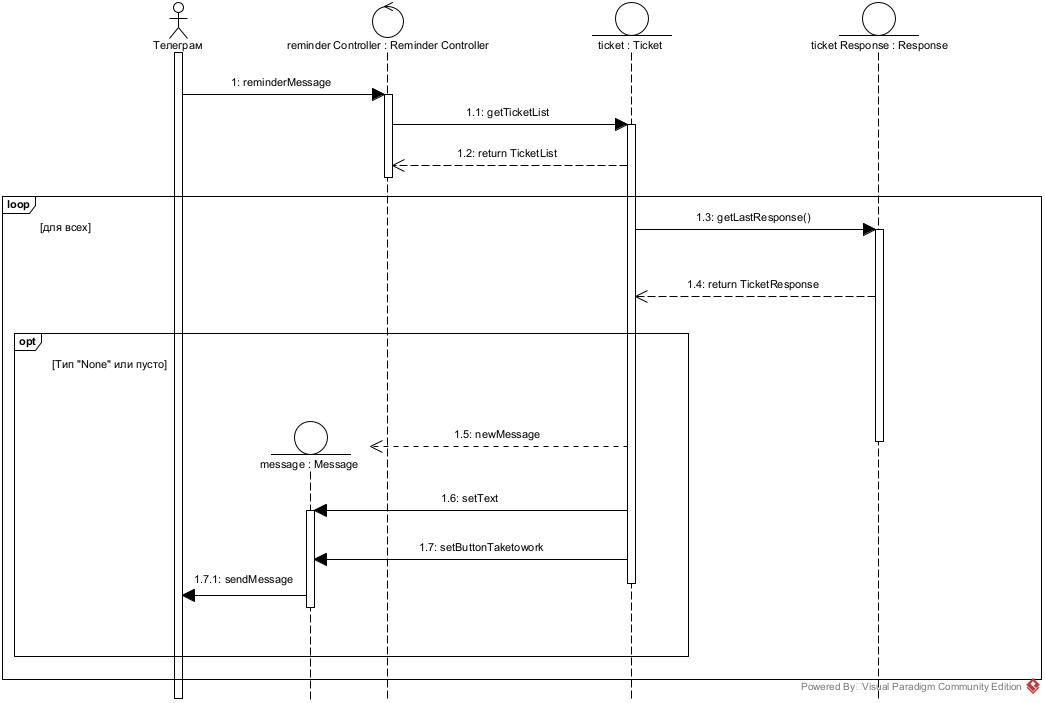 Телеграм
reminder Controller : Reminder Controller
ticket : Ticket
ticket Response : Response
1: reminderMessage
1.1: getTicketList
1.2: return TicketList
loop
[для всех]
1.3: getLastResponse()
1.4: return TicketResponse
opt
[Тип "None" или пусто]
1.5: newMessage
message : Message
1.6: setText
1.7: setButtonTaketowork
1.7.1: sendMessage
Powered By Visual Paradigm Community Edition